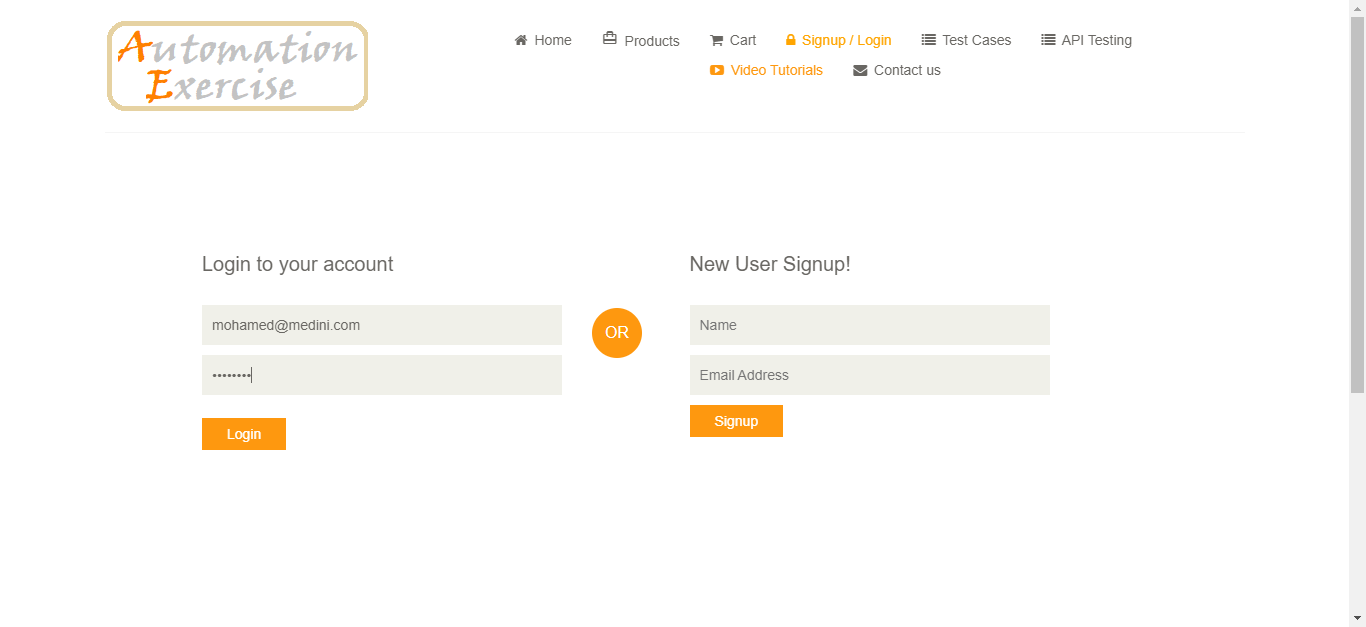 Automation
Exercise
Home Products Cart Signup / Login Test Cases API Testing
Video Tutorials Contact us
Login to your account
mohamed@medini.com
••••••••
Login
OR
New User Signup!
Name
Email Address
Signup